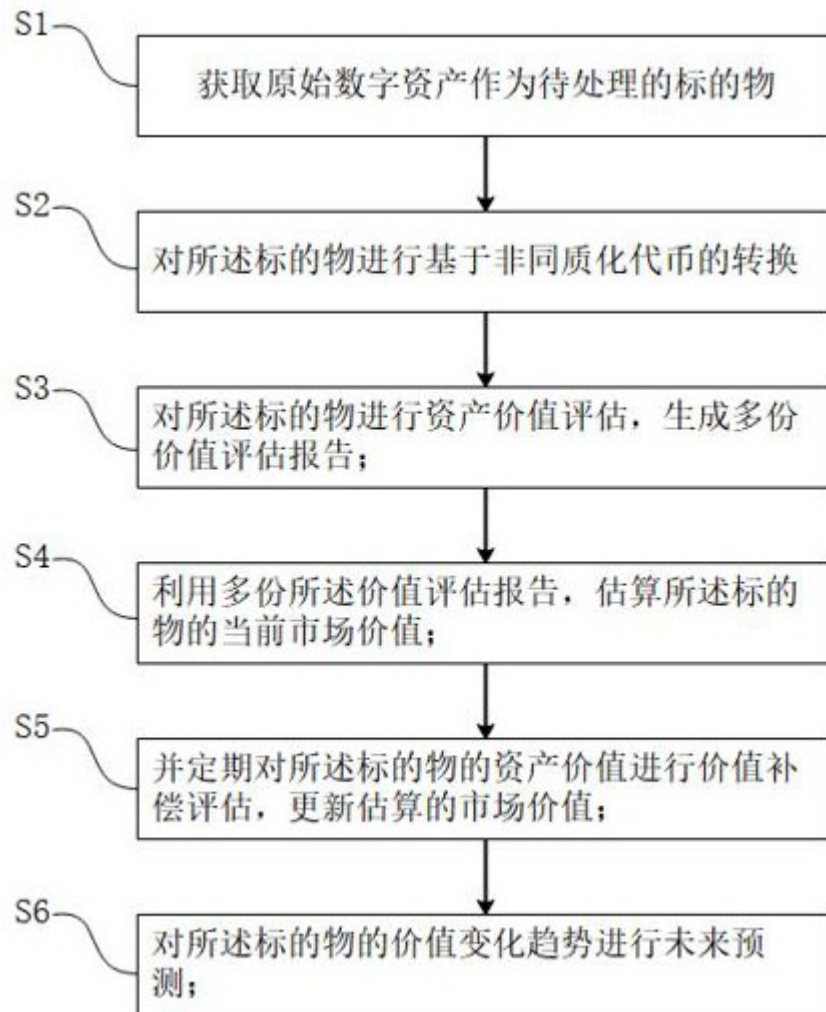 S1
获取原始数字资产作为待处理的标的物
S2
对所述标的物进行基于非同质化代币的转换
S3
对所述标的物进行资产价值评估，生成多份
价值评估报告；
S4
利用多份所述价值评估报告，估算所述标的
物的当前市场价值；
S5
并定期对所述标的物的资产价值进行价值补
偿评估，更新估算的市场价值；
S6
对所述标的物的价值变化趋势进行未来预
测；